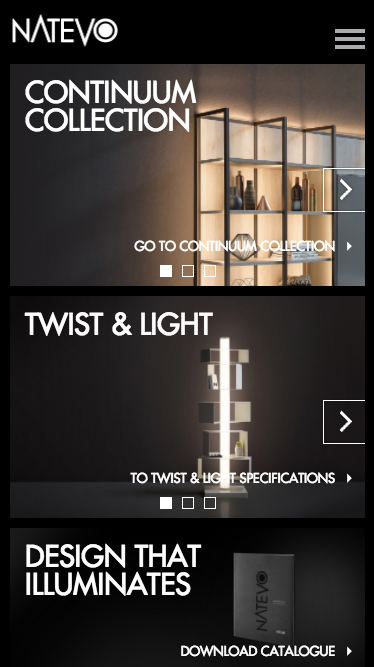 NATEVO
CONTINUUM
COLLECTION
GO TO CONTINUUM COLLECTION
TWIST & LIGHT
TO TWIST & LIGHT SPECIFICATIONS
DESIGN THAT
ILLUMINATES
NATEVO
DOWNLOAD CATALOGUE